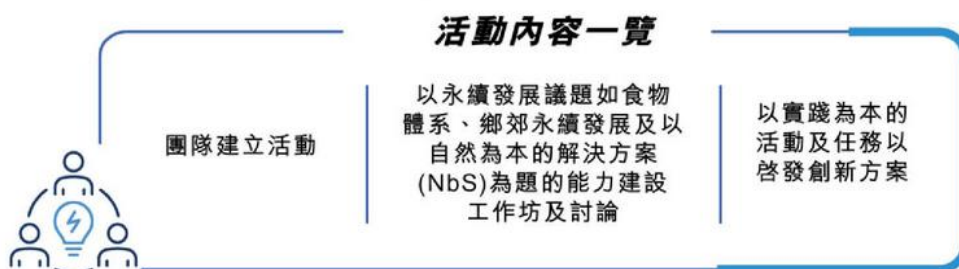 活動內容一覽
團隊建立活動
以永續發展議題如食物
體系、鄉郊永續發展及以
自然為本的解決方案
(NbS)為題的能力建設
工作坊及討論
以實踐為本的
活動及任務以
啓發創新方案